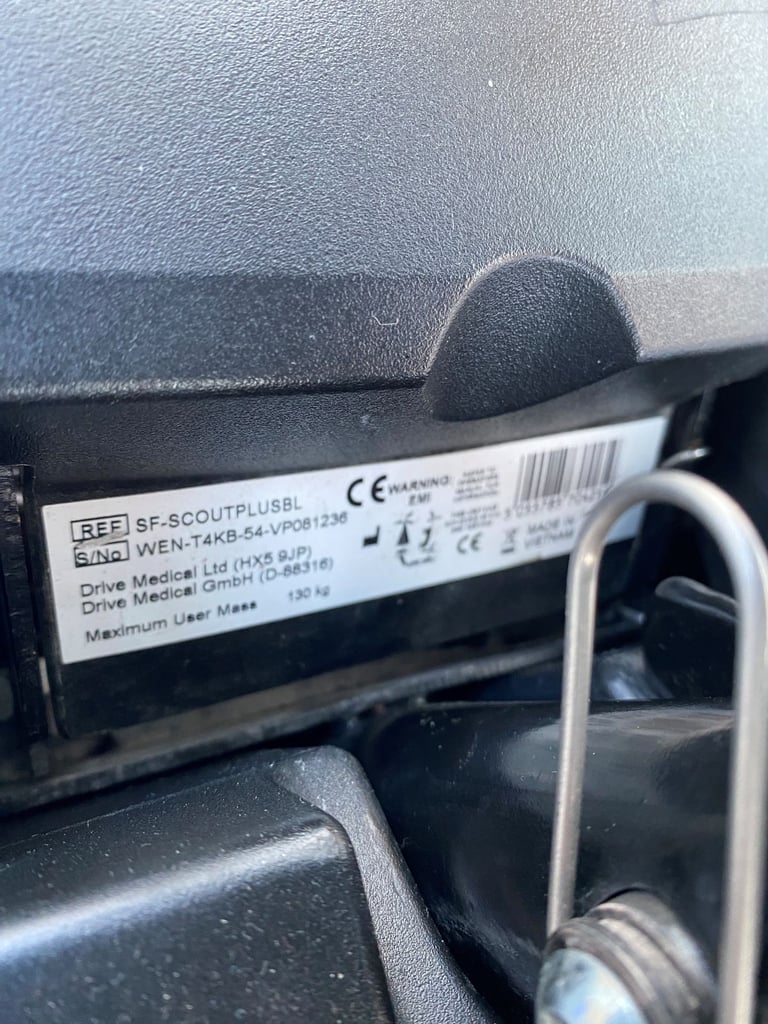 REF SF-SCOUTPLUSBL
S/No WEN-T4KB-54-VP081236
Drive Medical Ltd (HX5 9JP)
Drive Medical GmbH (D-88316)
Maximum User Mass 130 kg
CE WARNING:
EMI
CE
MADE IN
VIETNAM